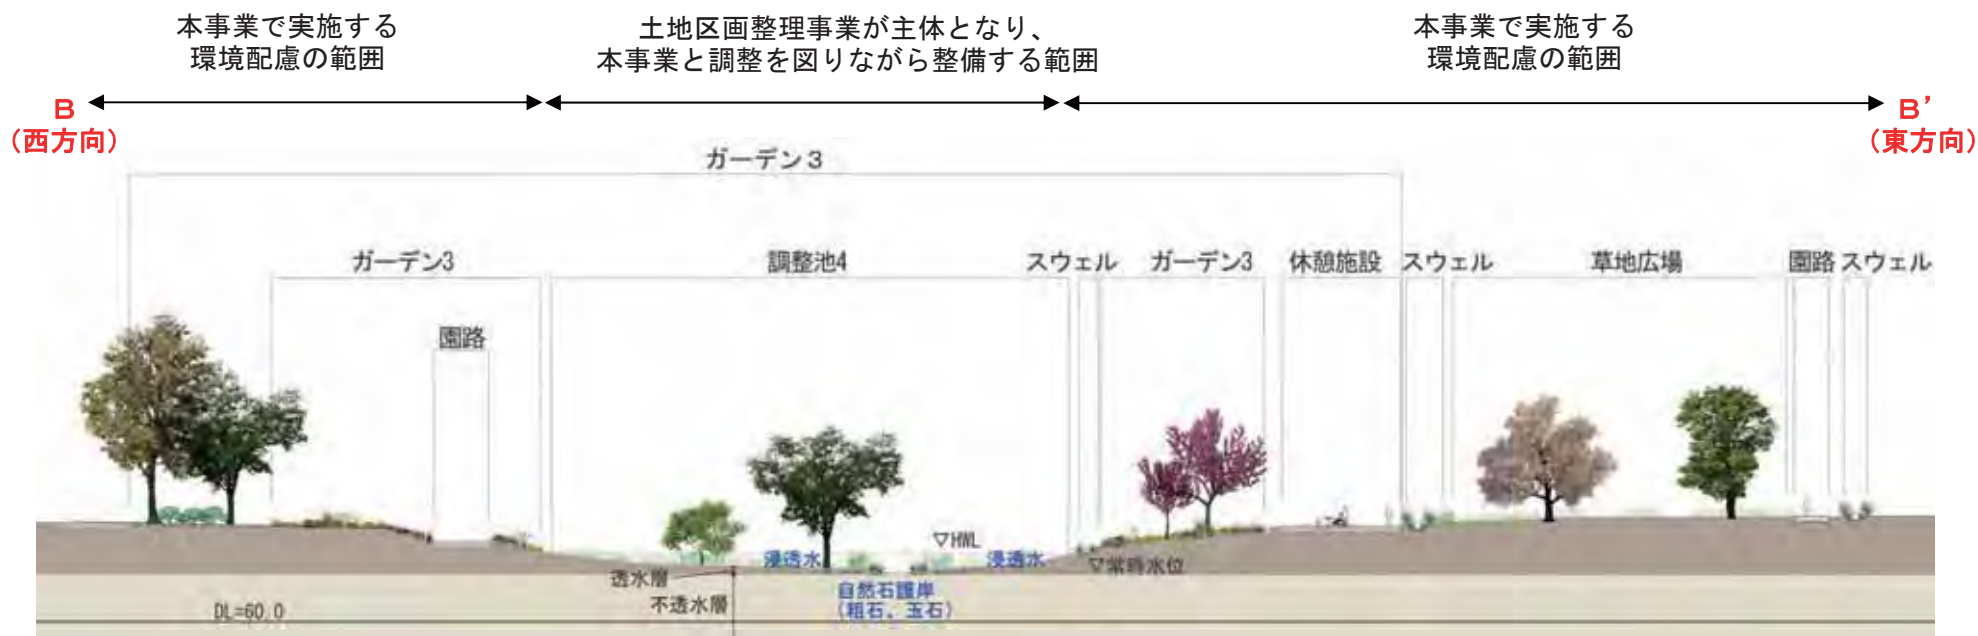 本事業で実施する
環境配慮の範囲
土地区画整理事業が主体となり、
本事業と調整を図りながら整備する範囲
本事業で実施する
環境配慮の範囲
B
(西方向)
B’
(東方向)
ガーデン3
ガーデン3
調整池4
スウェル
ガーデン3
休憩施設
スウェル
草地広場
園路
スウェル
園路
▽HWL
浸透水
浸透水
▽常時水位
透水層
不透水層
自然石護岸
(粗石、玉石)
DL=60.0